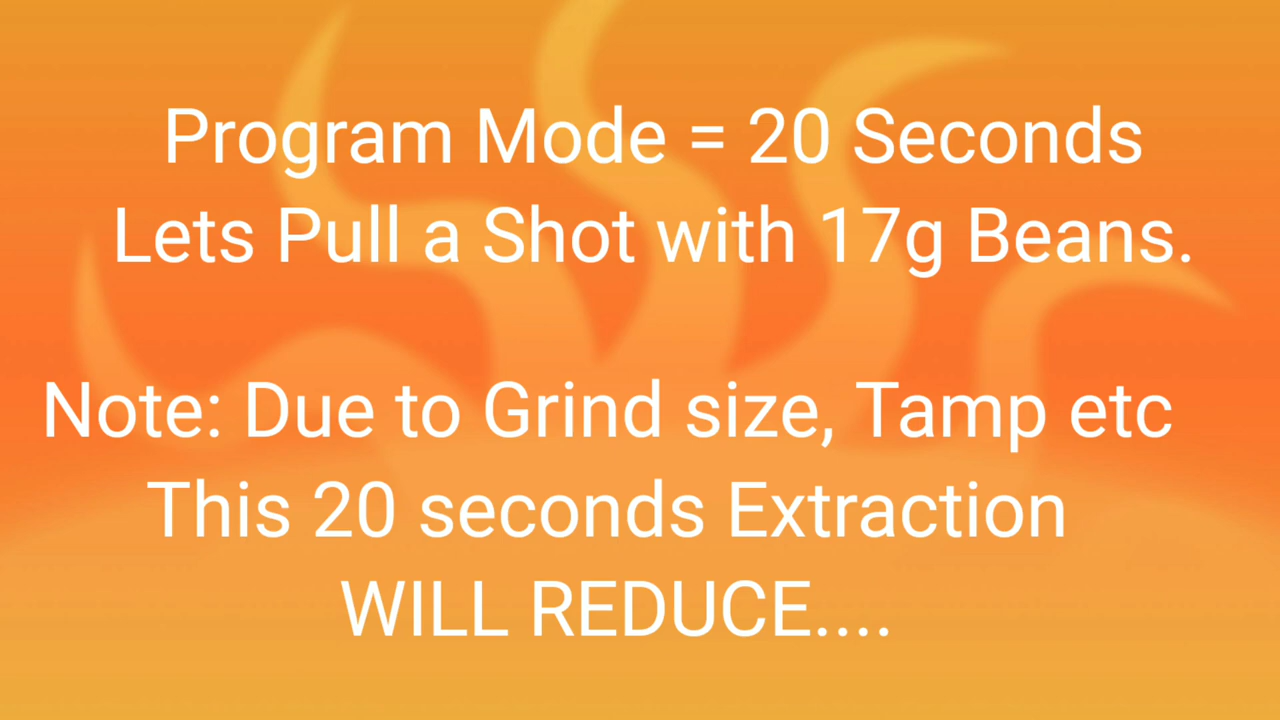 Program Mode = 20 Seconds
Lets Pull a Shot with 17g Beans.
Note: Due to Grind size, Tamp etc
This 20 seconds Extraction
WILL REDUCE....